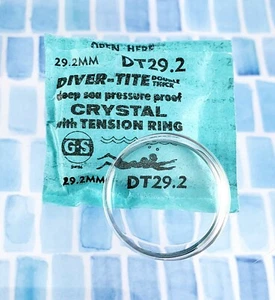 OPEN HERE
29.2MM DT29.2
DIVER-TITE DOUBLE THICK
deep sea pressure proof
CRYSTAL
with TENSION RING
G·S
29.2MM DT29.2